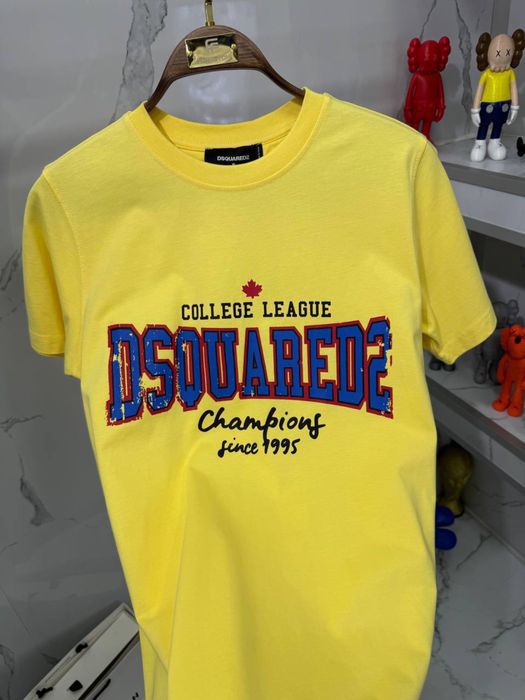 DSQUARED2
COLLEGE LEAGUE
DSQUARED2
Champions
since 1995